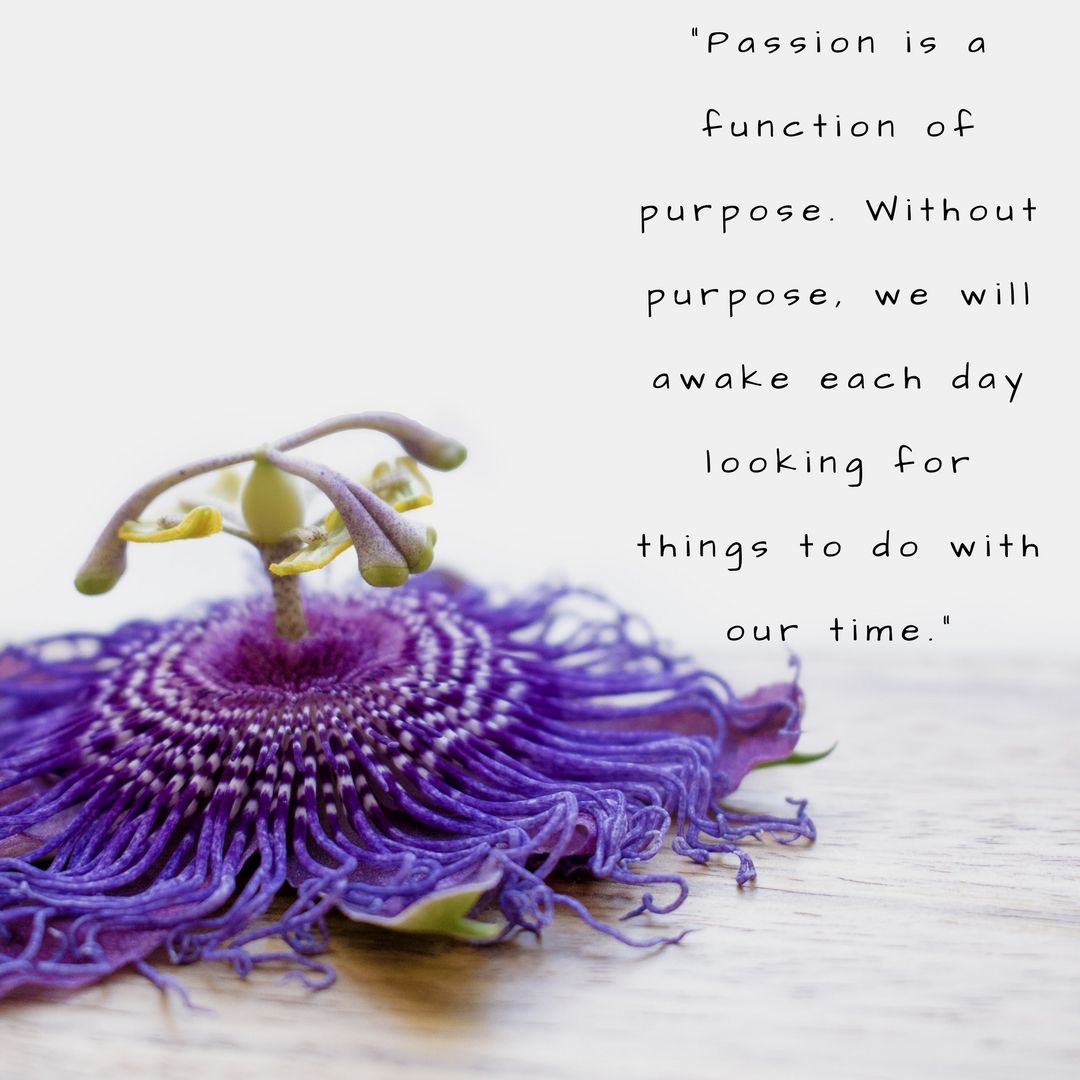 "Passion is a
function of
purpose. Without
purpose, we will
awake each day
looking for
things to do with
our time."